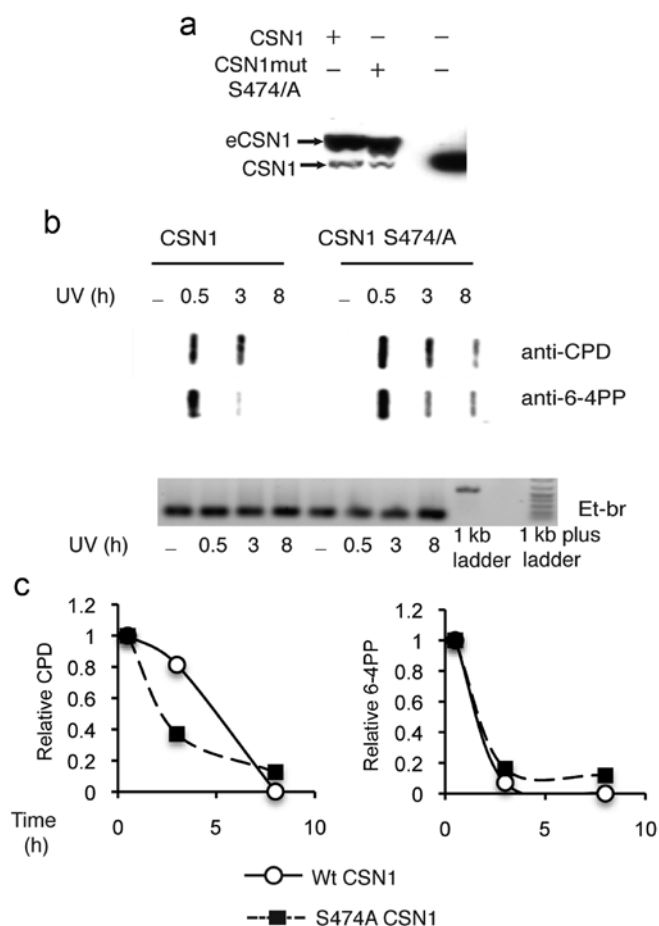 a
CSN1 + – –
CSN1mut – + –
S474/A
eCSN1
CSN1
b
CSN1 CSN1 S474/A
UV (h) – 0.5 3 8 – 0.5 3 8
anti-CPD
anti-6-4PP
Et-br
UV (h) – 0.5 3 8 – 0.5 3 8 1 kb 1 kb plus
ladder ladder
c
Relative CPD
1.2
1
0.8
0.6
0.4
0.2
0
0 5 10
Relative 6-4PP
1.2
1
0.8
0.6
0.4
0.2
0
0 5 10
Time
(h)
Wt CSN1
S474A CSN1